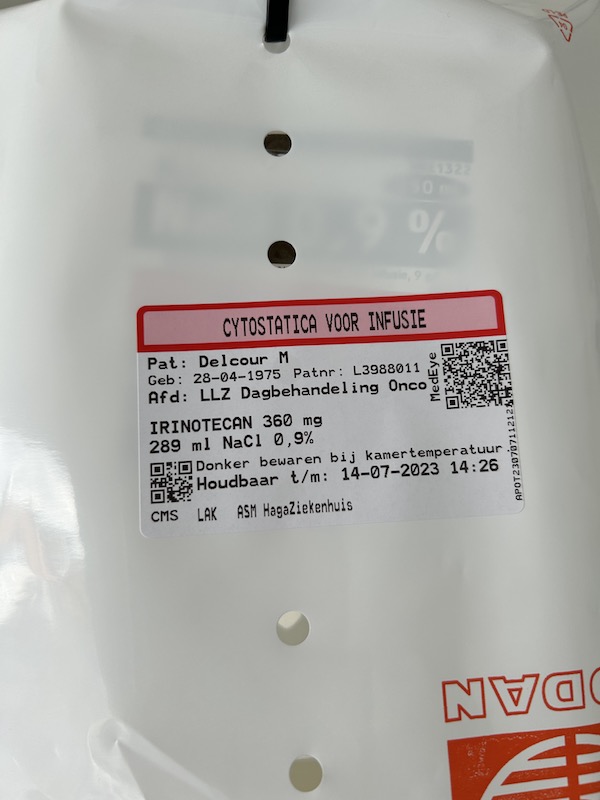 CYTOSTATICA VOOR INFUSIE
Pat: Delcour M
Geb: 28-04-1975 Patnr: L3988011
Afd: LLZ Dagbehandeling Onco
MedEye
IRINOTECAN 360 mg
289 ml NaCl 0,9%
Donker bewaren bij kamertemperatuur.
Houdbaar t/m: 14-07-2023 14:26
CMS LAK ASM HagaZiekenhuis
ODAN